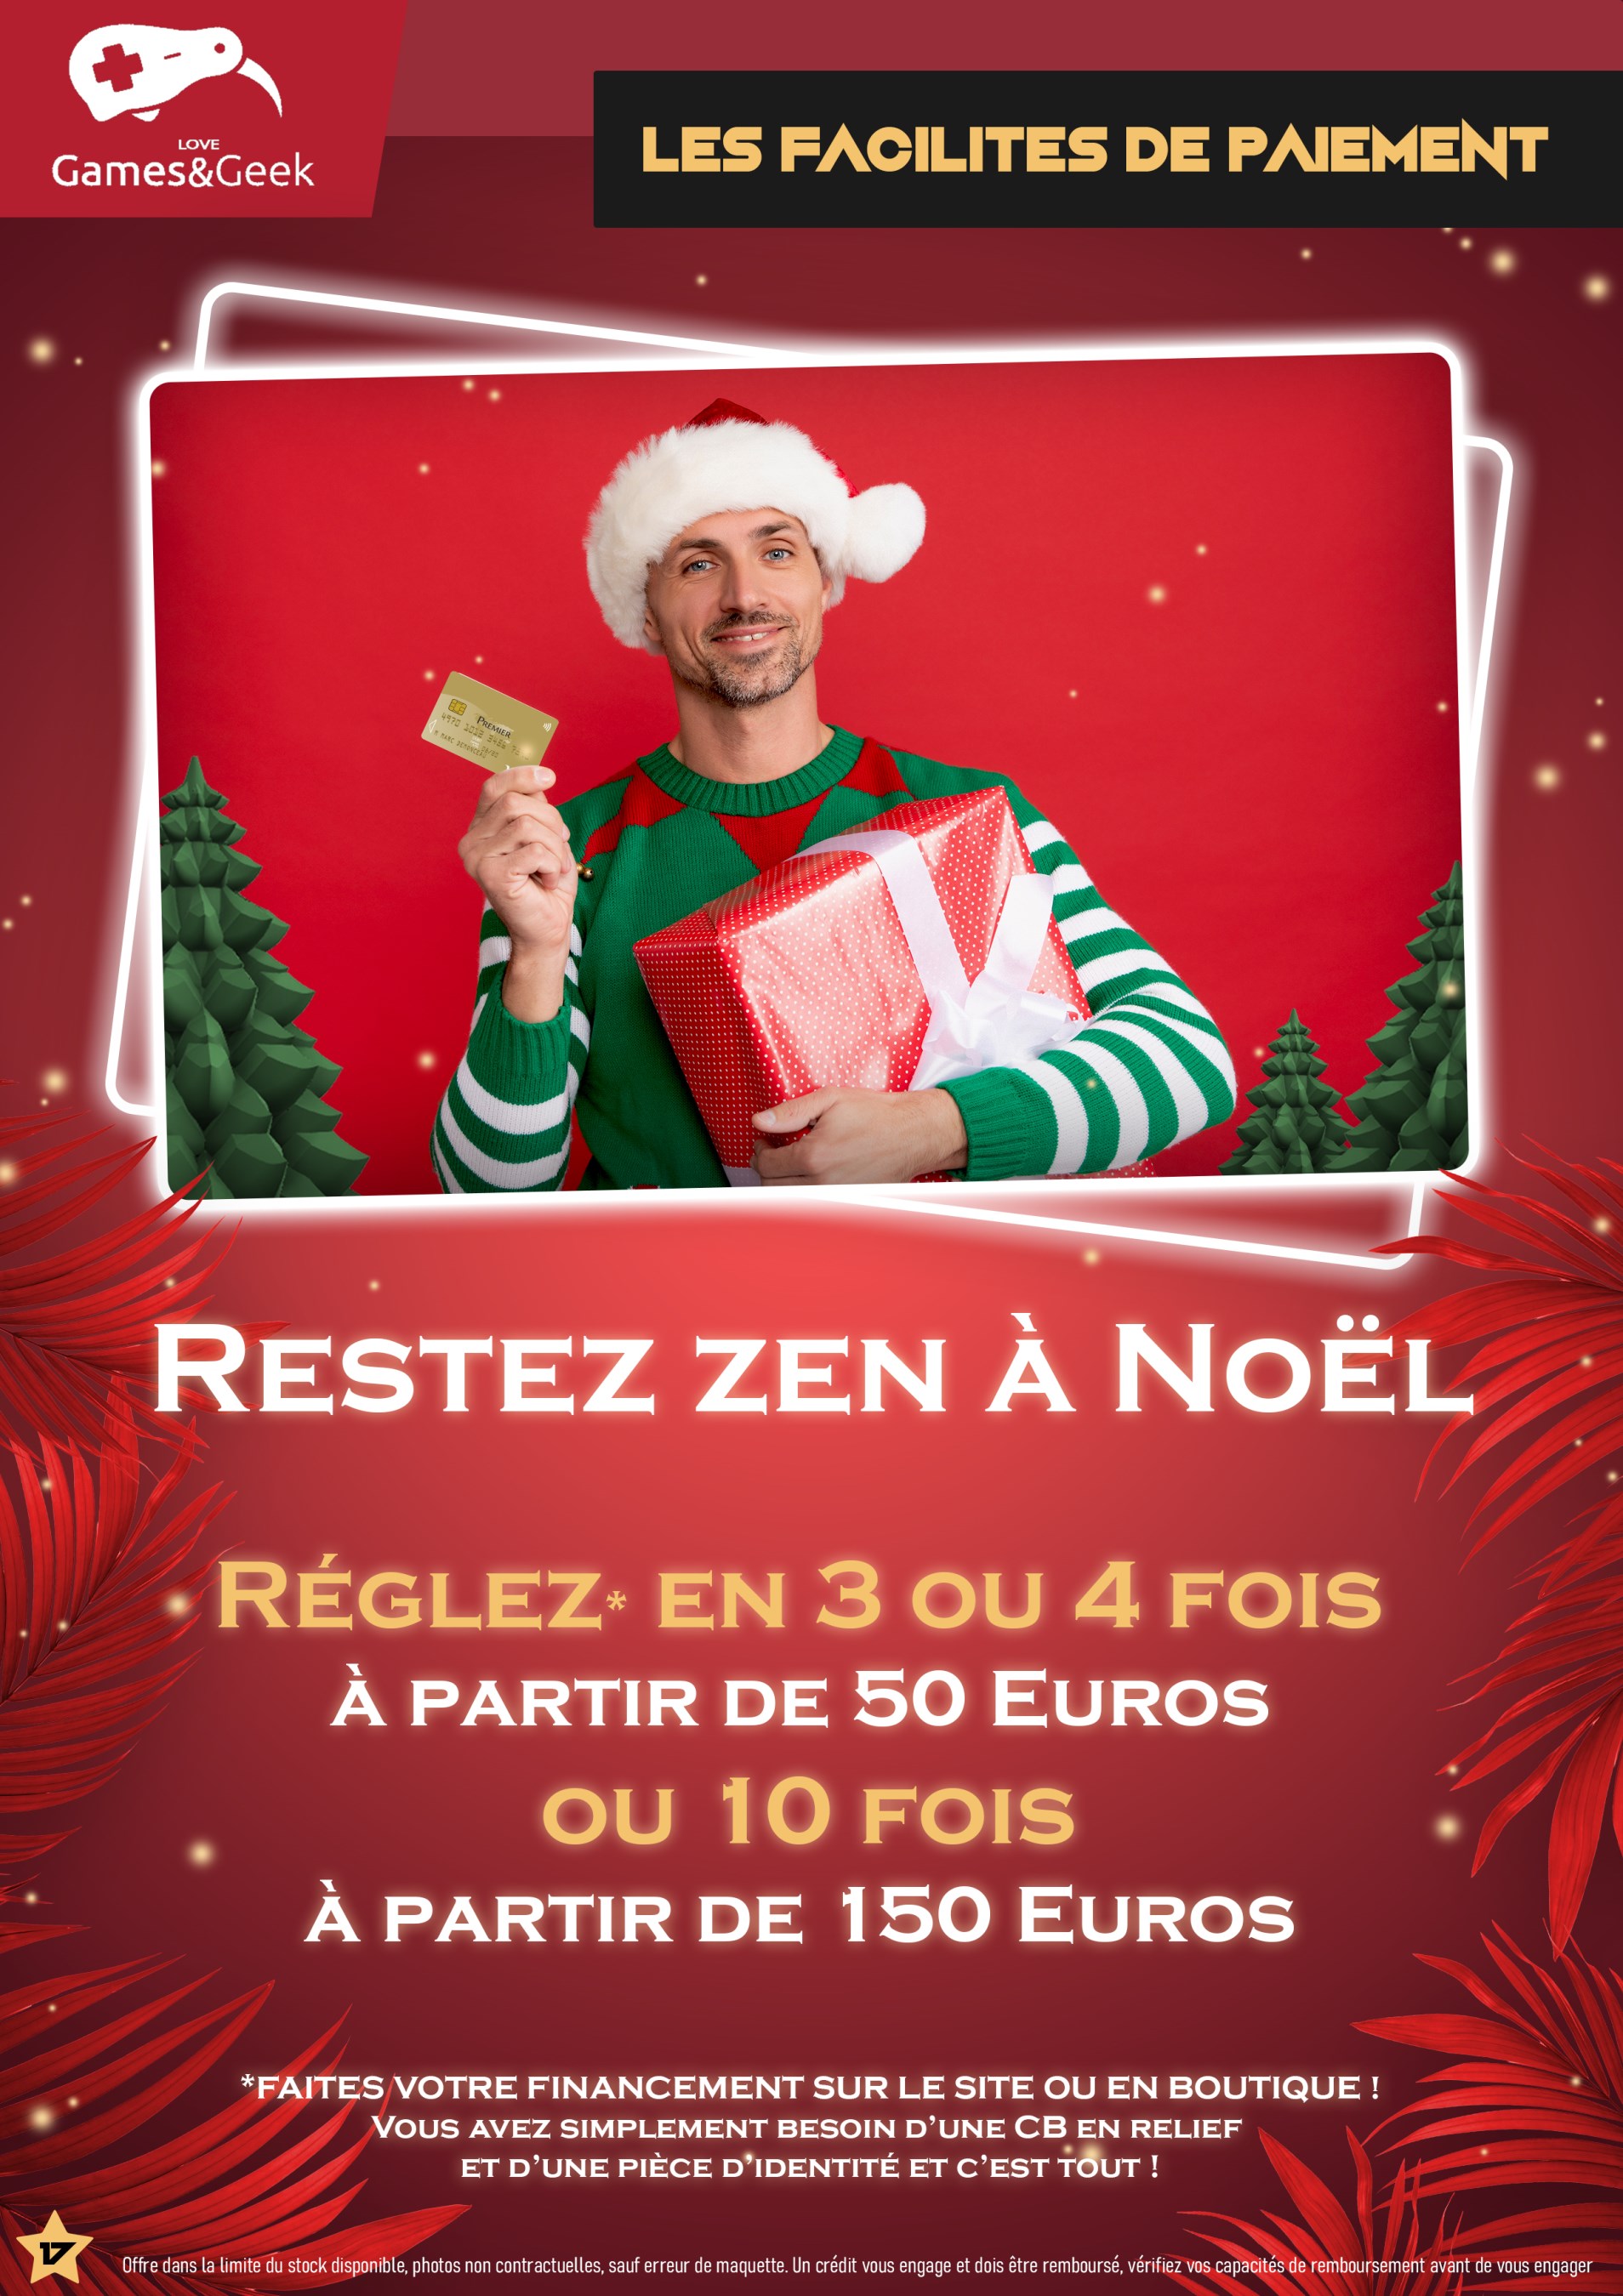 LOVE
Games&Geek
LES FACILITES DE PAIEMENT
PREMIER
RESTEZ ZEN À NOËL
RÉGLEZ* EN 3 OU 4 FOIS
À PARTIR DE 50 EUROS
OU 10 FOIS
À PARTIR DE 150 EUROS
*FAITES VOTRE FINANCEMENT SUR LE SITE OU EN BOUTIQUE !
VOUS AVEZ SIMPLEMENT BESOIN D'UNE CB EN RELIEF
ET D'UNE PIÈCE D'IDENTITÉ ET C'EST TOUT !
17
Offre dans la limite du stock disponible, photos non contractuelles, sauf erreur de maquette. Un crédit vous engage et dois être remboursé, vérifiez vos capacités de remboursement avant de vous engager